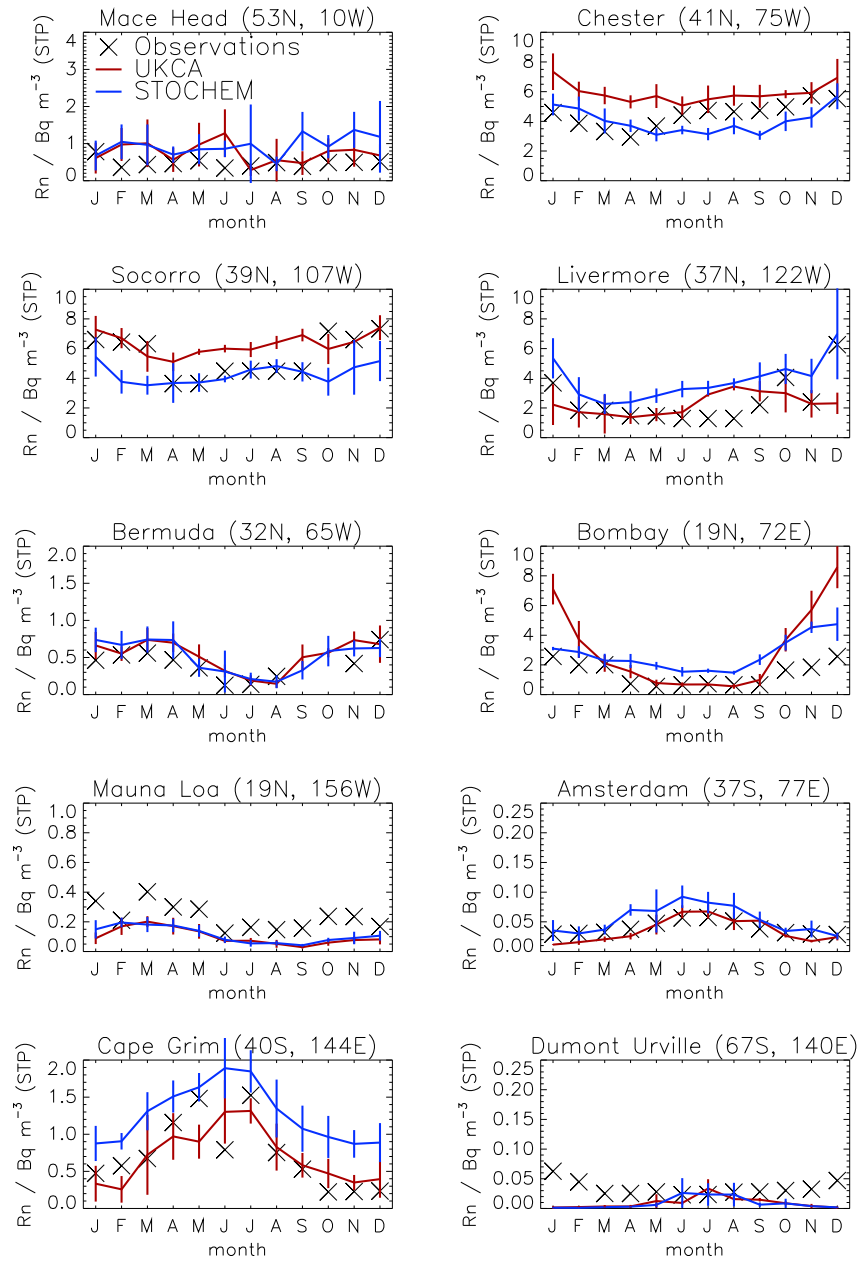 Mace Head (53N, 10W)
Rn / Bq m⁻³ (STP)
4
3
2
1
0
Observations
UKCA
STOCHEM
J F M A M J J A S O N D
month
Chester (41N, 75W)
Rn / Bq m⁻³ (STP)
10
8
6
4
2
0
J F M A M J J A S O N D
month
Socorro (39N, 107W)
Rn / Bq m⁻³ (STP)
10
8
6
4
2
0
J F M A M J J A S O N D
month
Livermore (37N, 122W)
Rn / Bq m⁻³ (STP)
10
8
6
4
2
0
J F M A M J J A S O N D
month
Bermuda (32N, 65W)
Rn / Bq m⁻³ (STP)
2.0
1.5
1.0
0.5
0.0
J F M A M J J A S O N D
month
Bombay (19N, 72E)
Rn / Bq m⁻³ (STP)
10
8
6
4
2
0
J F M A M J J A S O N D
month
Mauna Loa (19N, 156W)
Rn / Bq m⁻³ (STP)
1.0
0.8
0.6
0.4
0.2
0.0
J F M A M J J A S O N D
month
Amsterdam (37S, 77E)
Rn / Bq m⁻³ (STP)
0.25
0.20
0.15
0.10
0.05
0.00
J F M A M J J A S O N D
month
Cape Grim (40S, 144E)
Rn / Bq m⁻³ (STP)
2.0
1.5
1.0
0.5
0.0
J F M A M J J A S O N D
month
Dumont Urville (67S, 140E)
Rn / Bq m⁻³ (STP)
0.25
0.20
0.15
0.10
0.05
0.00
J F M A M J J A S O N D
month